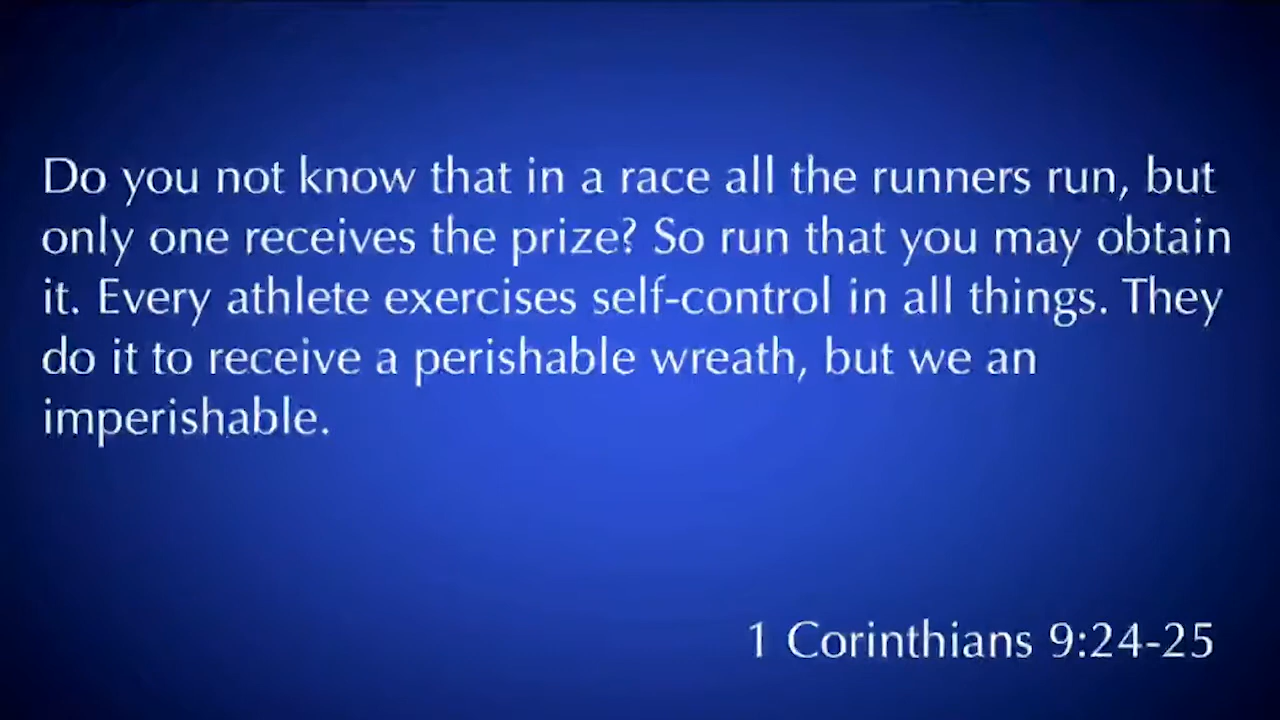 Do you not know that in a race all the runners run, but
only one receives the prize? So run that you may obtain
it. Every athlete exercises self-control in all things. They
do it to receive a perishable wreath, but we an
imperishable.
1 Corinthians 9:24-25